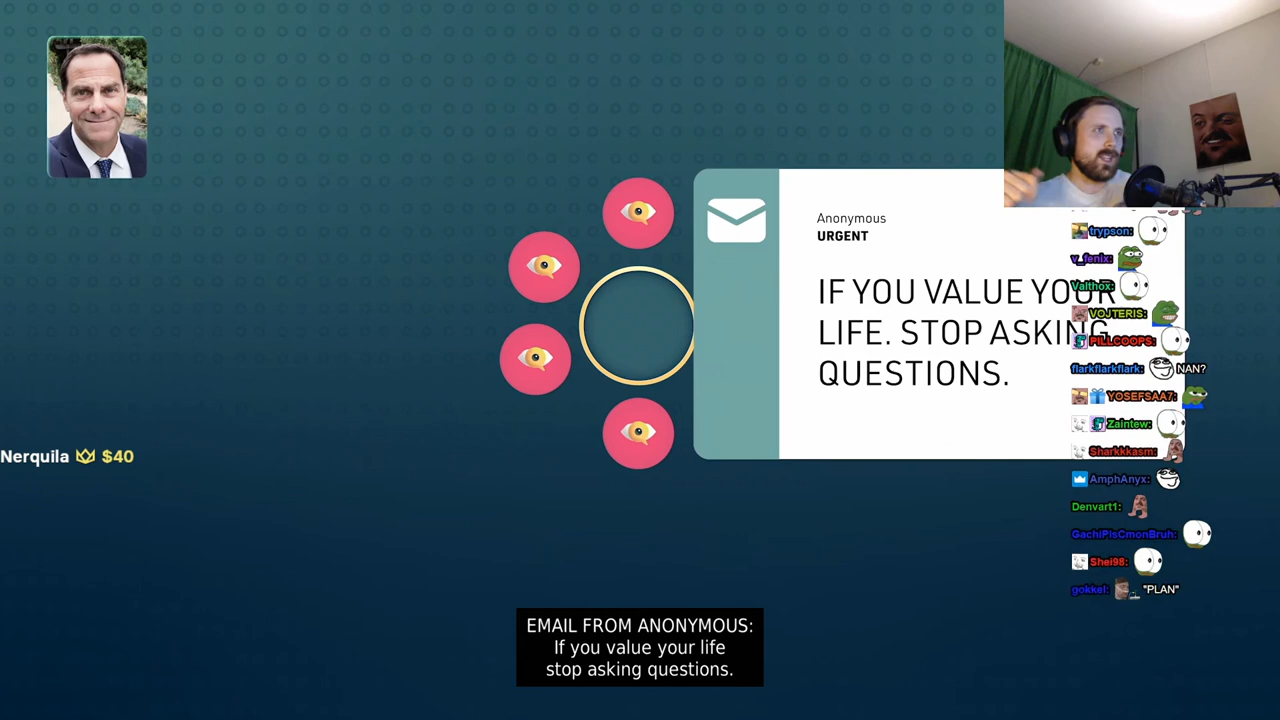 Anonymous
URGENT
IF YOU VALUE YOUR
LIFE. STOP ASKING
QUESTIONS.
Nerquila $40
trypson:
v_fenix:
Valthox:
VOJTERIS:
PILLCOOPS:
flarkflarkflark: NAN?
YOSEFSAA7:
Zaintew:
Sharkkkasm:
AmphAnyx:
Denvart1:
GachiPlsCmonBruh:
Shei98:
gokkel: "PLAN"
EMAIL FROM ANONYMOUS:
If you value your life
stop asking questions.